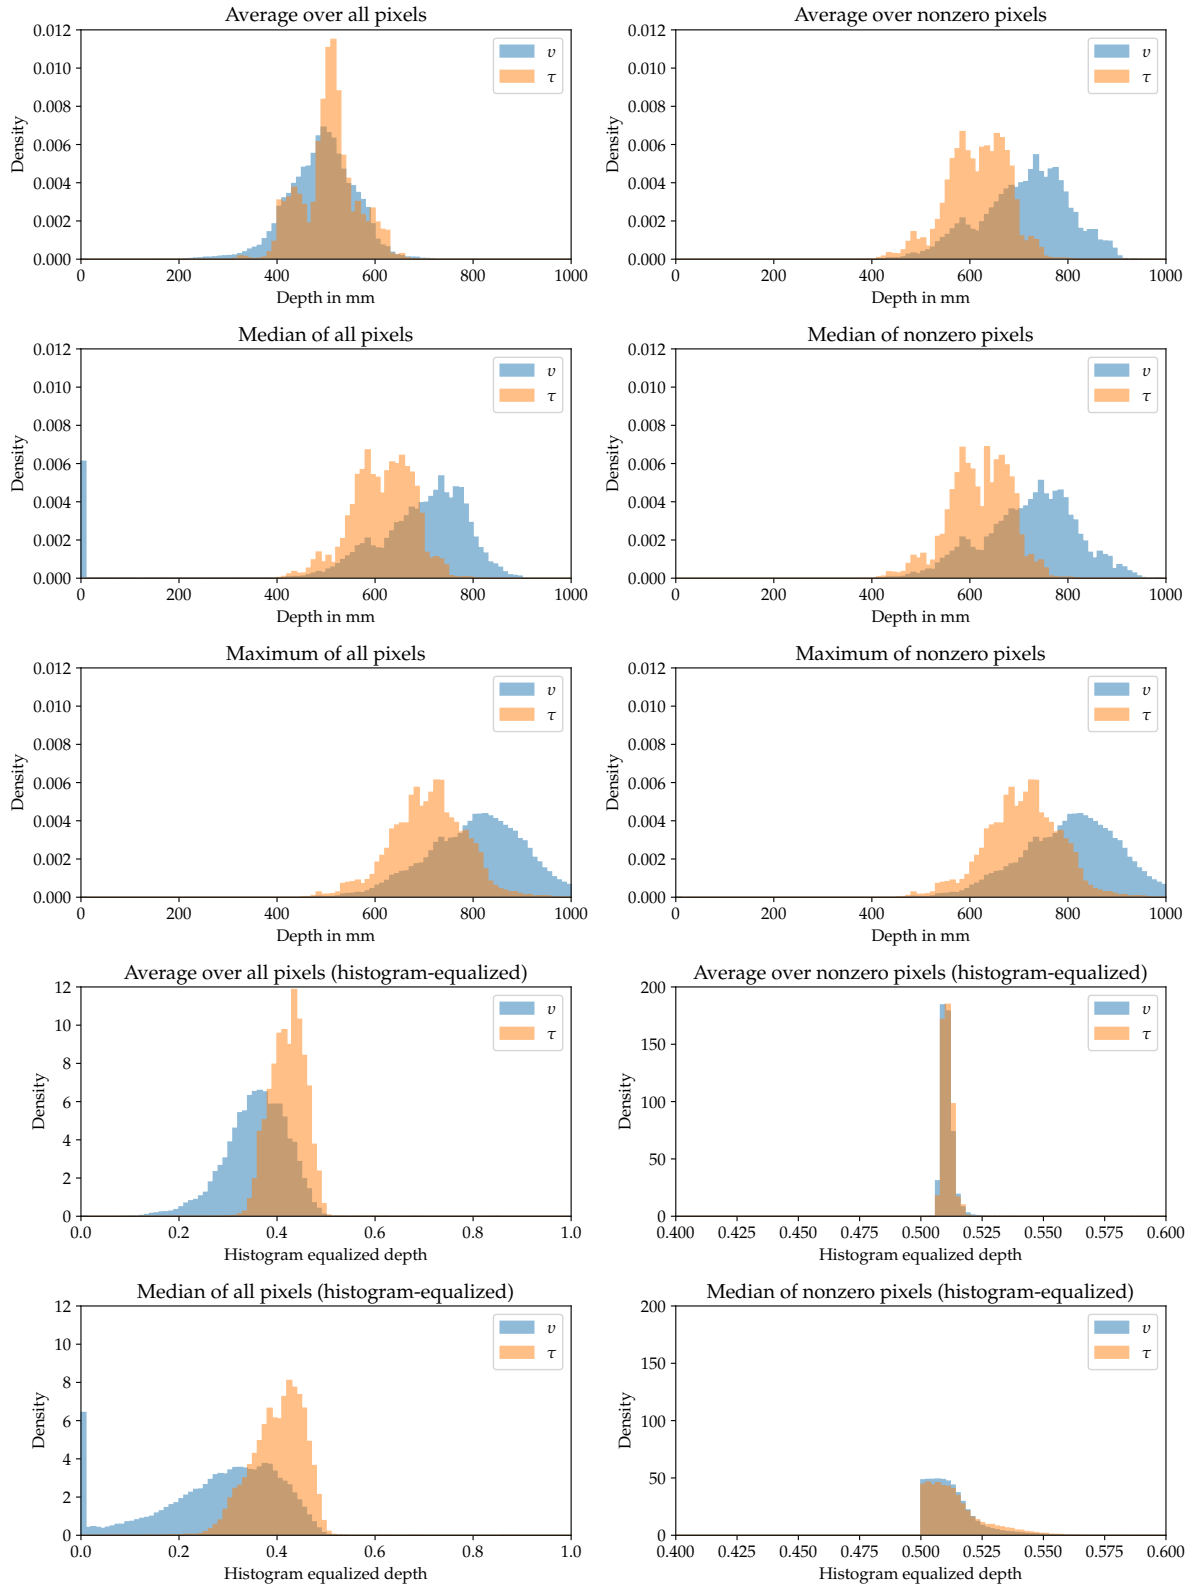 Average over all pixels
0.012
0.010
0.008
0.006
0.004
0.002
0.000
Density
0 200 400 600 800 1000
Depth in mm
υ
τ
Average over nonzero pixels
0.012
0.010
0.008
0.006
0.004
0.002
0.000
Density
0 200 400 600 800 1000
Depth in mm
υ
τ
Median of all pixels
0.012
0.010
0.008
0.006
0.004
0.002
0.000
Density
0 200 400 600 800 1000
Depth in mm
υ
τ
Median of nonzero pixels
0.012
0.010
0.008
0.006
0.004
0.002
0.000
Density
0 200 400 600 800 1000
Depth in mm
υ
τ
Maximum of all pixels
0.012
0.010
0.008
0.006
0.004
0.002
0.000
Density
0 200 400 600 800 1000
Depth in mm
υ
τ
Maximum of nonzero pixels
0.012
0.010
0.008
0.006
0.004
0.002
0.000
Density
0 200 400 600 800 1000
Depth in mm
υ
τ
Average over all pixels (histogram-equalized)
12
10
8
6
4
2
0
Density
0.0 0.2 0.4 0.6 0.8 1.0
Histogram equalized depth
υ
τ
Average over nonzero pixels (histogram-equalized)
200
150
100
50
0
Density
0.400 0.425 0.450 0.475 0.500 0.525 0.550 0.575 0.600
Histogram equalized depth
υ
τ
Median of all pixels (histogram-equalized)
12
10
8
6
4
2
0
Density
0.0 0.2 0.4 0.6 0.8 1.0
Histogram equalized depth
υ
τ
Median of nonzero pixels (histogram-equalized)
200
150
100
50
0
Density
0.400 0.425 0.450 0.475 0.500 0.525 0.550 0.575 0.600
Histogram equalized depth
υ
τ